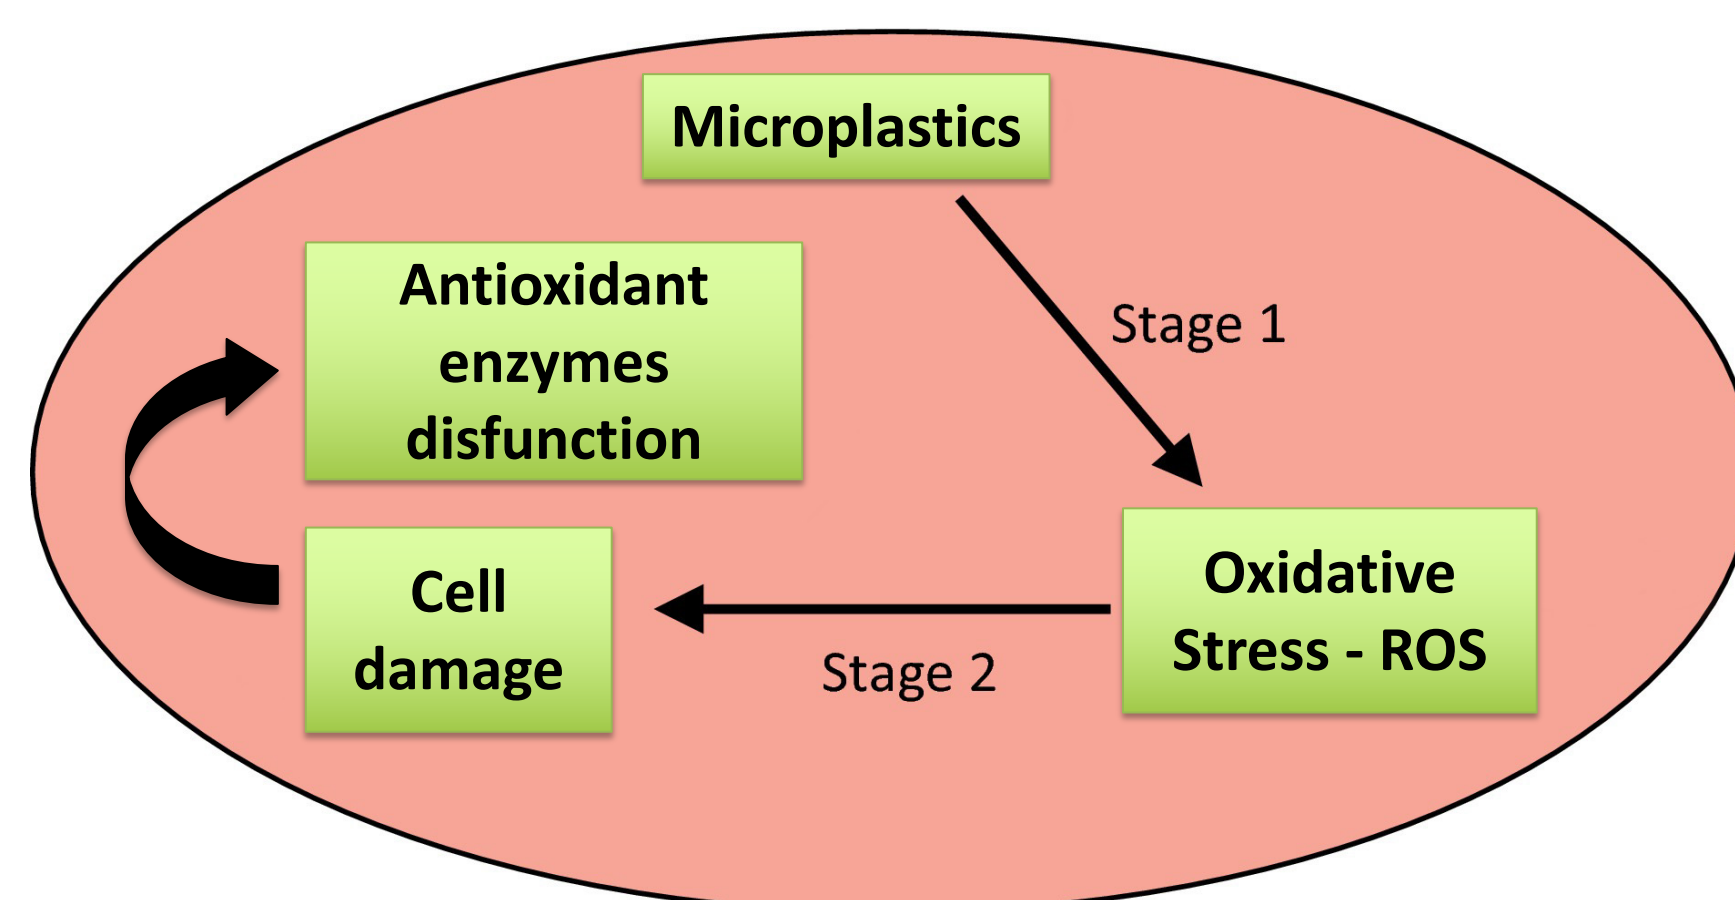 Microplastics
Antioxidant
enzymes
disfunction
Stage 1
Oxidative
Stress - ROS
Stage 2
Cell
damage